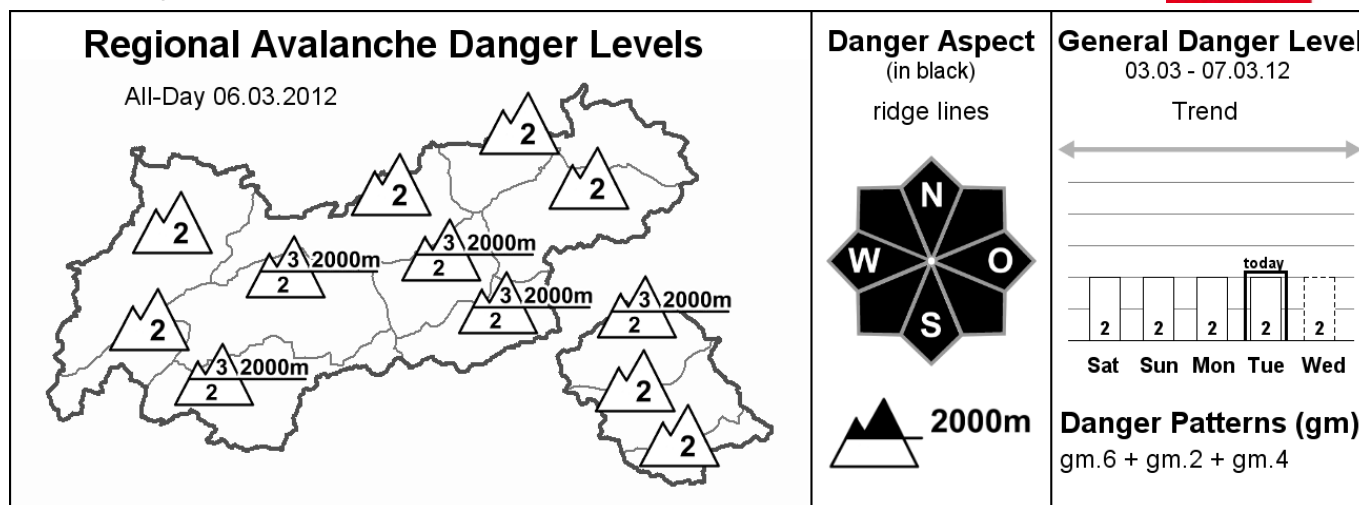 Regional Avalanche Danger Levels
All-Day 06.03.2012
2
2
2
2
3 2000m
2
3 2000m
2
3 2000m
2
3 2000m
2
2
3 2000m
2
2
2
Danger Aspect
(in black)
ridge lines
N
W
O
S
2000m
General Danger Level
03.03 - 07.03.12
Trend
today
2 2 2 2 2
Sat Sun Mon Tue Wed
Danger Patterns (gm)
gm.6 + gm.2 + gm.4